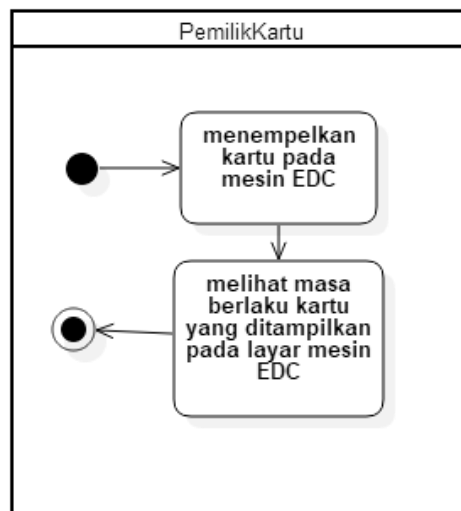 PemilikKartu
menempelkan
kartu pada
mesin EDC
melihat masa
berlaku kartu
yang ditampilkan
pada layar mesin
EDC